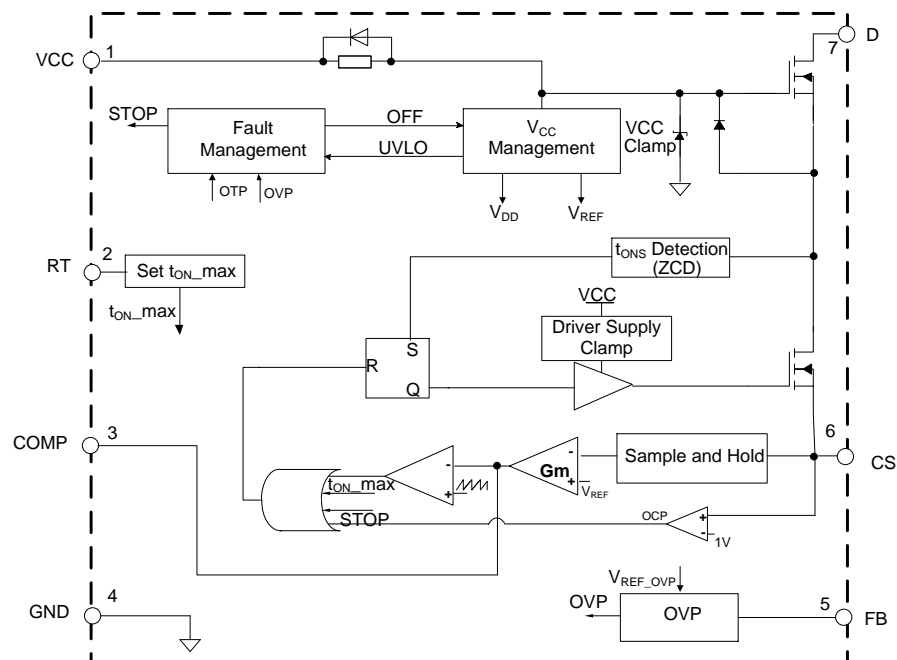 7
D
1
VCC
STOP
Fault
Management
OFF
UVLO
VCC
Management
VCC
Clamp
OTP
OVP
VDD
VREF
2
RT
Set tON_max
tON_max
tONS Detection
(ZCD)
VCC
Driver Supply
Clamp
S
R
Q
3
COMP
6
CS
Sample and Hold
-
Gm
+
VREF
-
+
tON_max
STOP
OCP
+
-
1V
4
GND
VREF_OVP
OVP
OVP
5
FB